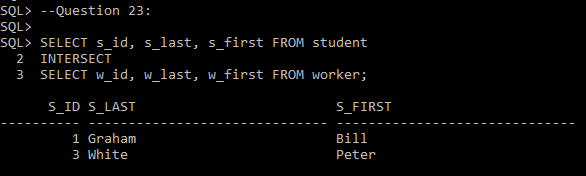 SQL> --Question 23:
SQL>
SQL> SELECT s_id, s_last, s_first FROM student
  2  INTERSECT
  3  SELECT w_id, w_last, w_first FROM worker;

      S_ID S_LAST                         S_FIRST
---------- ------------------------------ ------------------------------
         1 Graham                         Bill
         3 White                          Peter